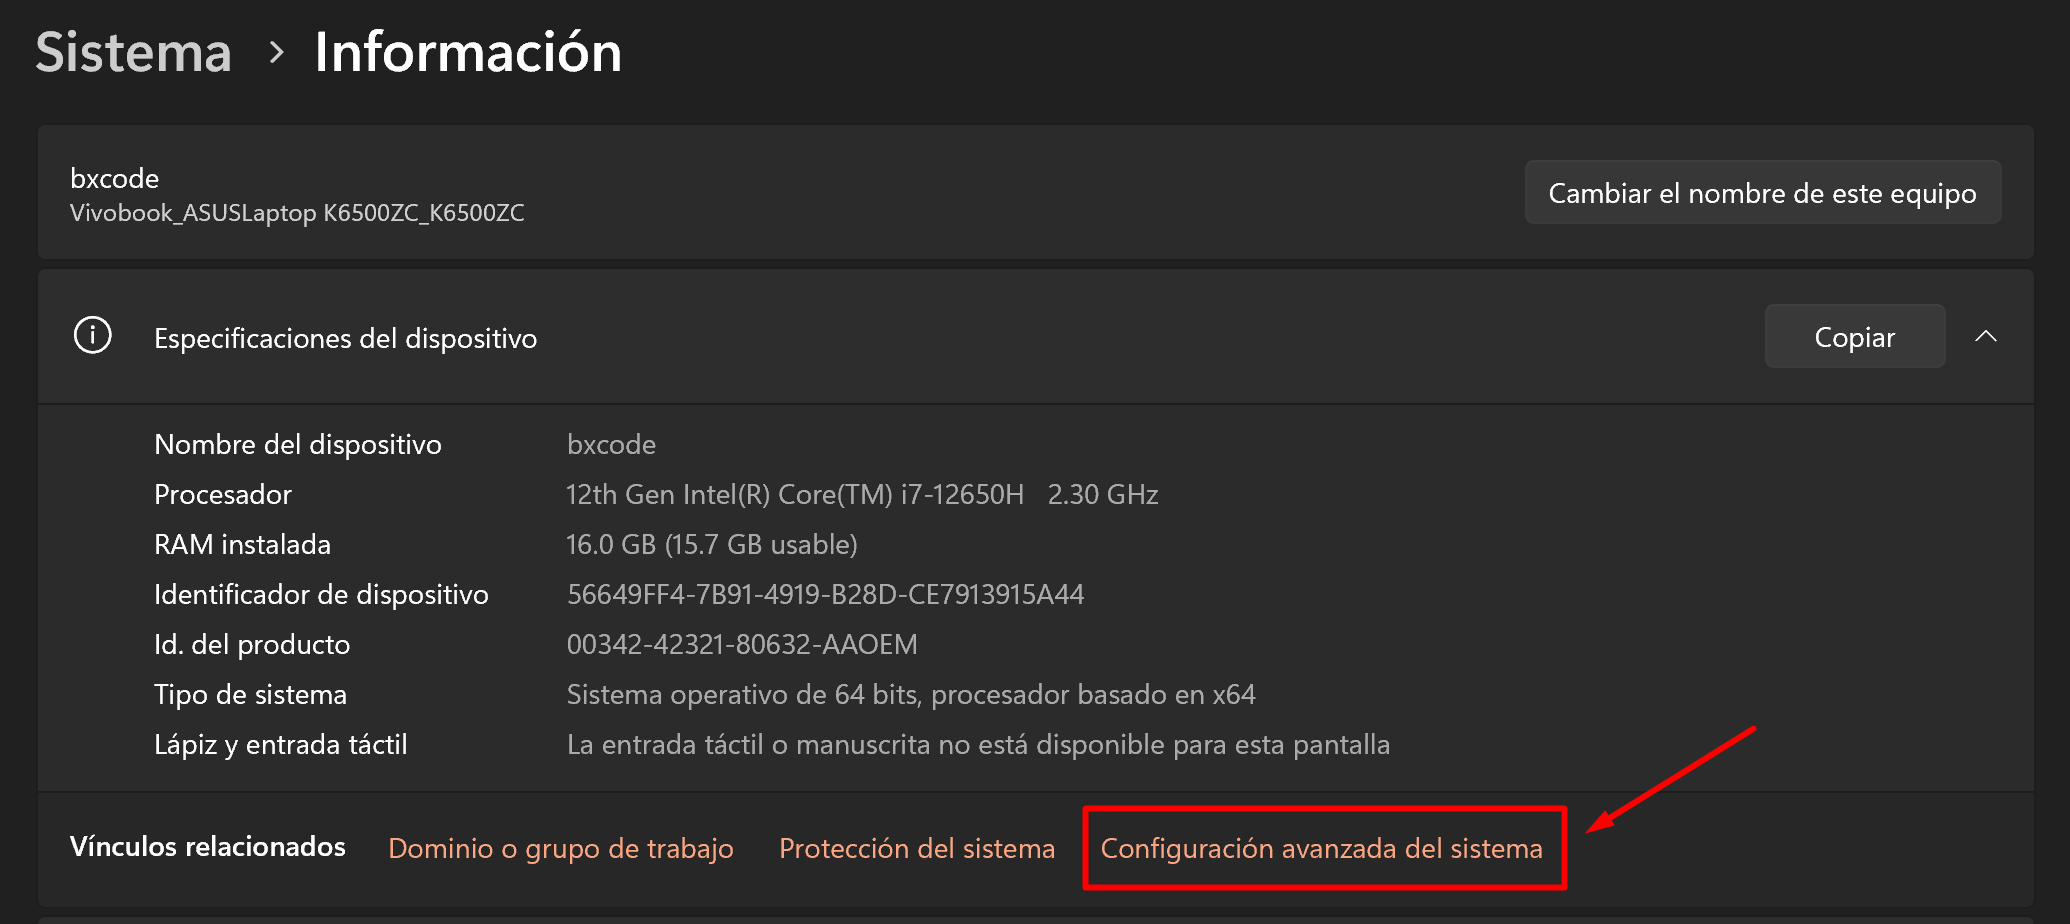 Sistema > Información
bxcode
Vivobook_ASUSLaptop K6500ZC_K6500ZC
Cambiar el nombre de este equipo
Especificaciones del dispositivo
Copiar
Nombre del dispositivo bxcode
Procesador 12th Gen Intel(R) Core(TM) i7-12650H 2.30 GHz
RAM instalada 16.0 GB (15.7 GB usable)
Identificador de dispositivo 56649FF4-7B91-4919-B28D-CE7913915A44
Id. del producto 00342-42321-80632-AAOEM
Tipo de sistema Sistema operativo de 64 bits, procesador basado en x64
Lápiz y entrada táctil La entrada táctil o manuscrita no está disponible para esta pantalla
Vínculos relacionados Dominio o grupo de trabajo Protección del sistema Configuración avanzada del sistema